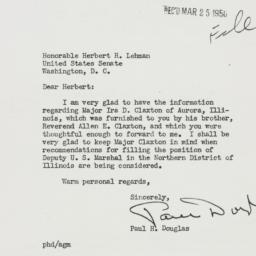 REC'D MAR 25 1950
File
Honorable Herbert H. Lehman
United States Senate
Washington, D. C.
Dear Herbert:
I am very glad to have the information
regarding Major Ira D. Claxton of Aurora, Illi-
nois, which was furnished to you by his brother,
Reverend Allen E. Claxton, and which you were
thoughtful enough to forward to me. I shall be
very glad to keep Major Claxton in mind when
recommendations for filling the position of
Deputy U. S. Marshal in the Northern District of
Illinois are being considered.
Warm personal regards,
Sincerely,
Paul H. Douglas
phd/agm